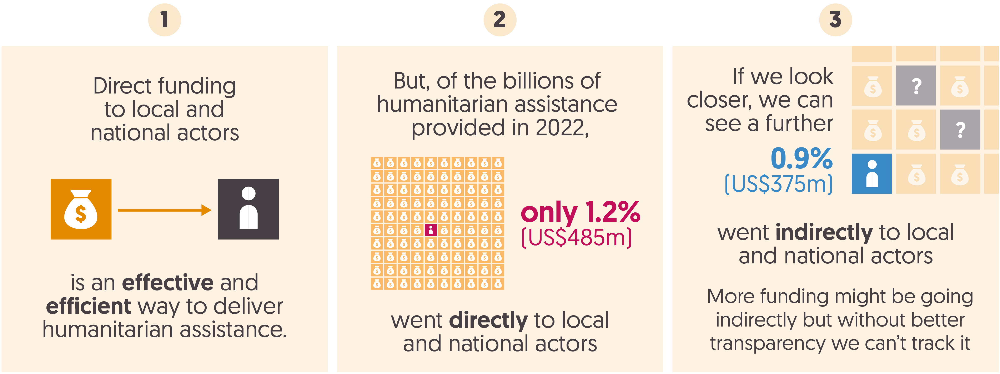 1
Direct funding
to local and
national actors
$
is an effective and
efficient way to deliver
humanitarian assistance.
2
But, of the billions of
humanitarian assistance
provided in 2022,
only 1.2%
(US$485m)
went directly to local
and national actors
3
If we look
closer, we can
see a further
0.9%
(US$375m)
$ ? $
$ $ ?
$ $
went indirectly to local
and national actors
More funding might be going
indirectly but without better
transparency we can't track it